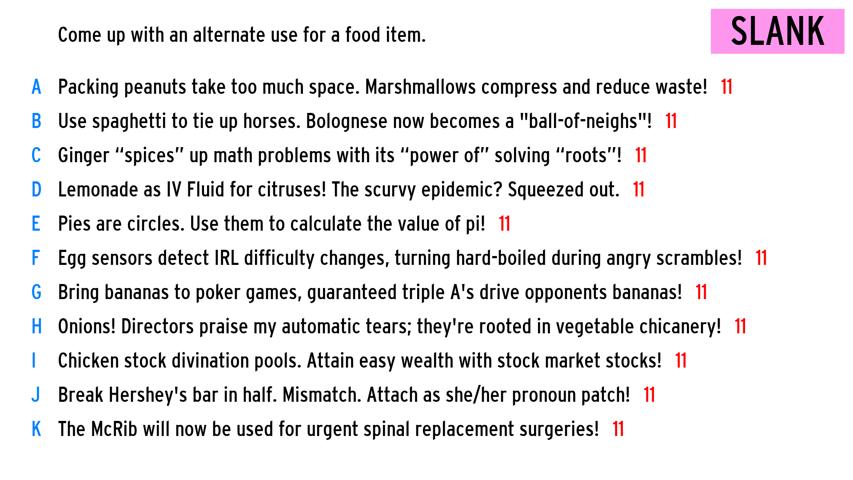 Come up with an alternate use for a food item.
SLANK
A Packing peanuts take too much space. Marshmallows compress and reduce waste! 11
B Use spaghetti to tie up horses. Bolognese now becomes a "ball-of-neighs"! 11
C Ginger “spices” up math problems with its “power of” solving “roots”! 11
D Lemonade as IV Fluid for citruses! The scurvy epidemic? Squeezed out. 11
E Pies are circles. Use them to calculate the value of pi! 11
F Egg sensors detect IRL difficulty changes, turning hard-boiled during angry scrambles! 11
G Bring bananas to poker games, guaranteed triple A's drive opponents bananas! 11
H Onions! Directors praise my automatic tears; they're rooted in vegetable chicanery! 11
I Chicken stock divination pools. Attain easy wealth with stock market stocks! 11
J Break Hershey's bar in half. Mismatch. Attach as she/her pronoun patch! 11
K The McRib will now be used for urgent spinal replacement surgeries! 11